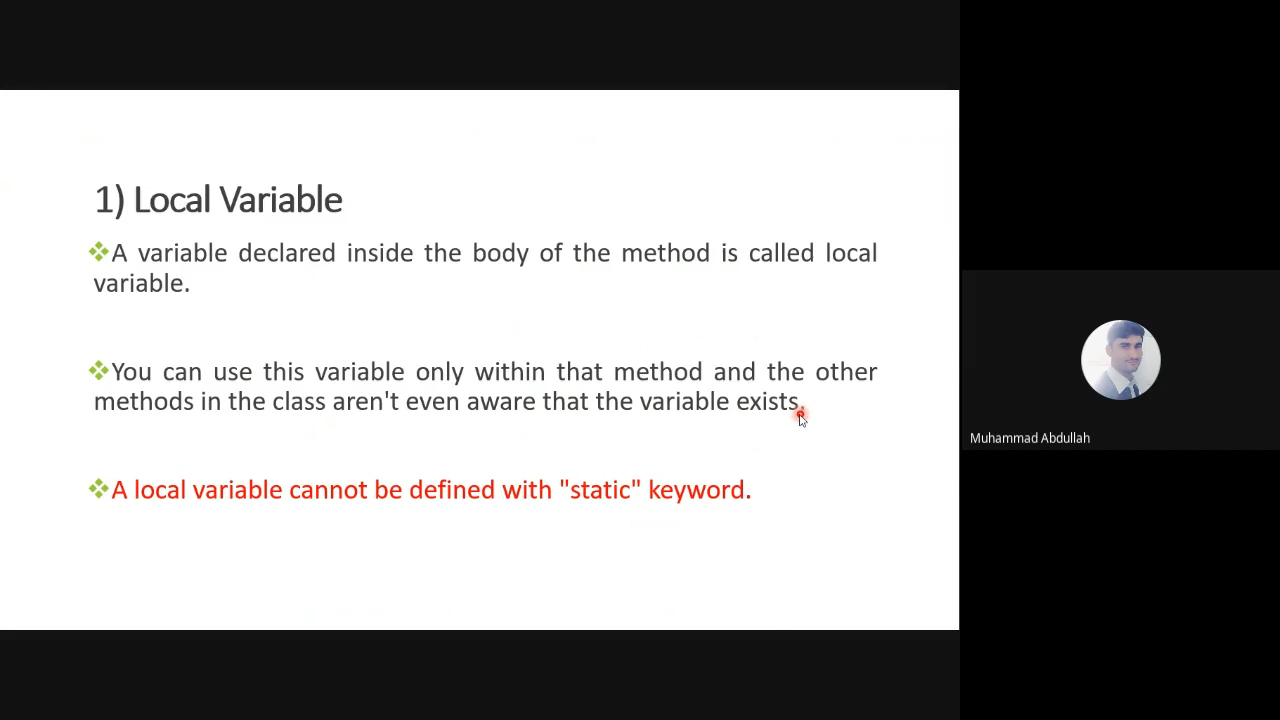 1) Local Variable
A variable declared inside the body of the method is called local
variable.
You can use this variable only within that method and the other
methods in the class aren't even aware that the variable exists.
A local variable cannot be defined with "static" keyword.
Muhammad Abdullah